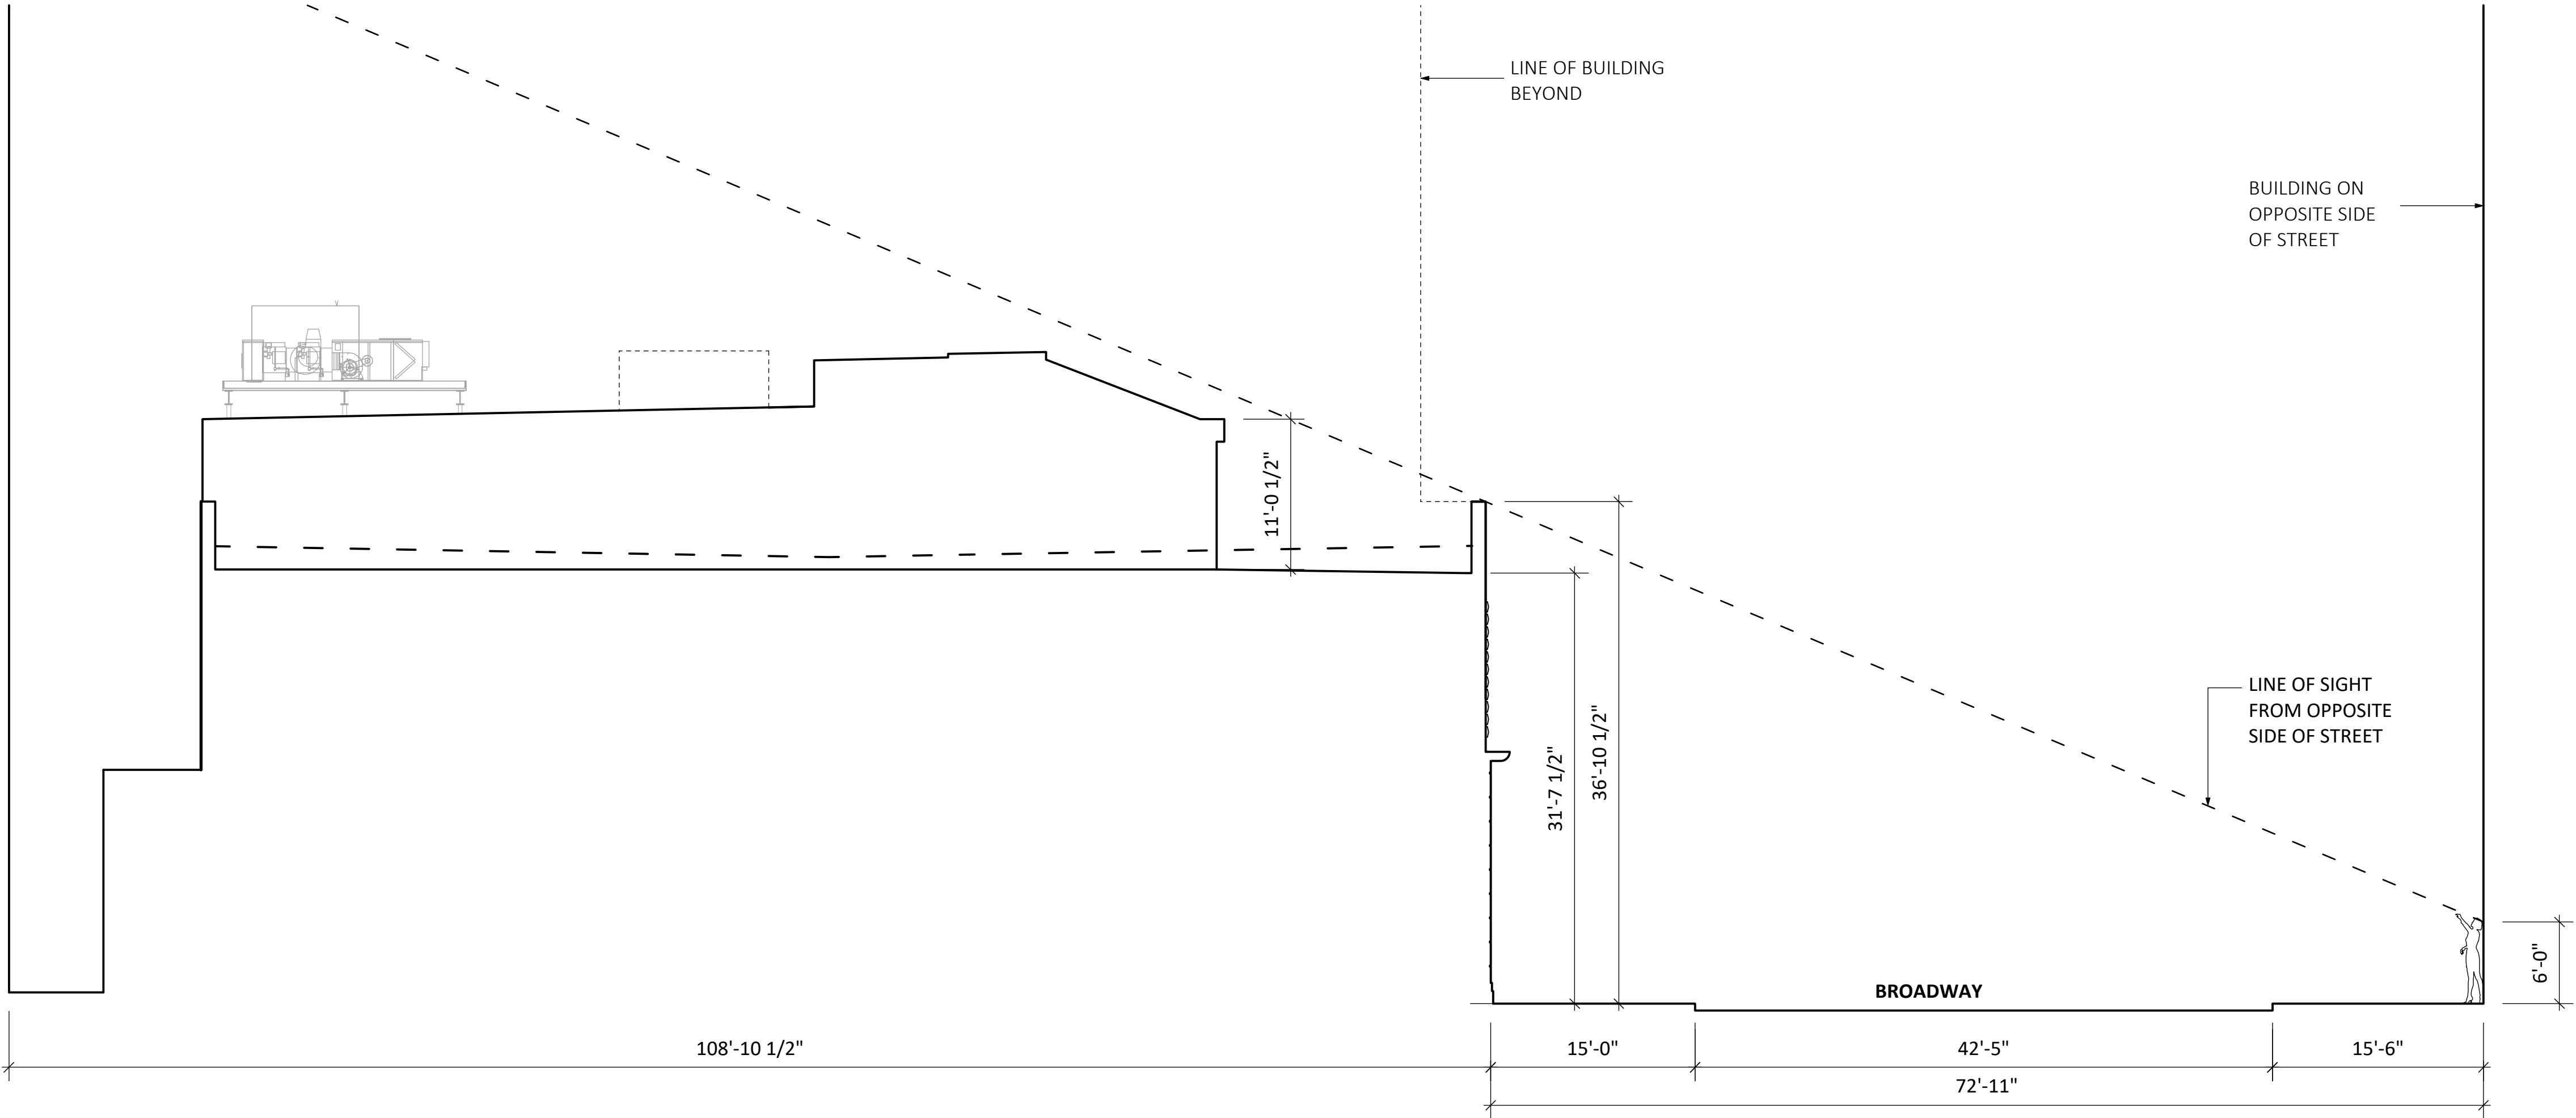 LINE OF BUILDING
BEYOND
BUILDING ON
OPPOSITE SIDE
OF STREET
11'-0 1/2"
31'-7 1/2"
36'-10 1/2"
LINE OF SIGHT
FROM OPPOSITE
SIDE OF STREET
6'-0"
BROADWAY
108'-10 1/2"
15'-0"
42'-5"
15'-6"
72'-11"